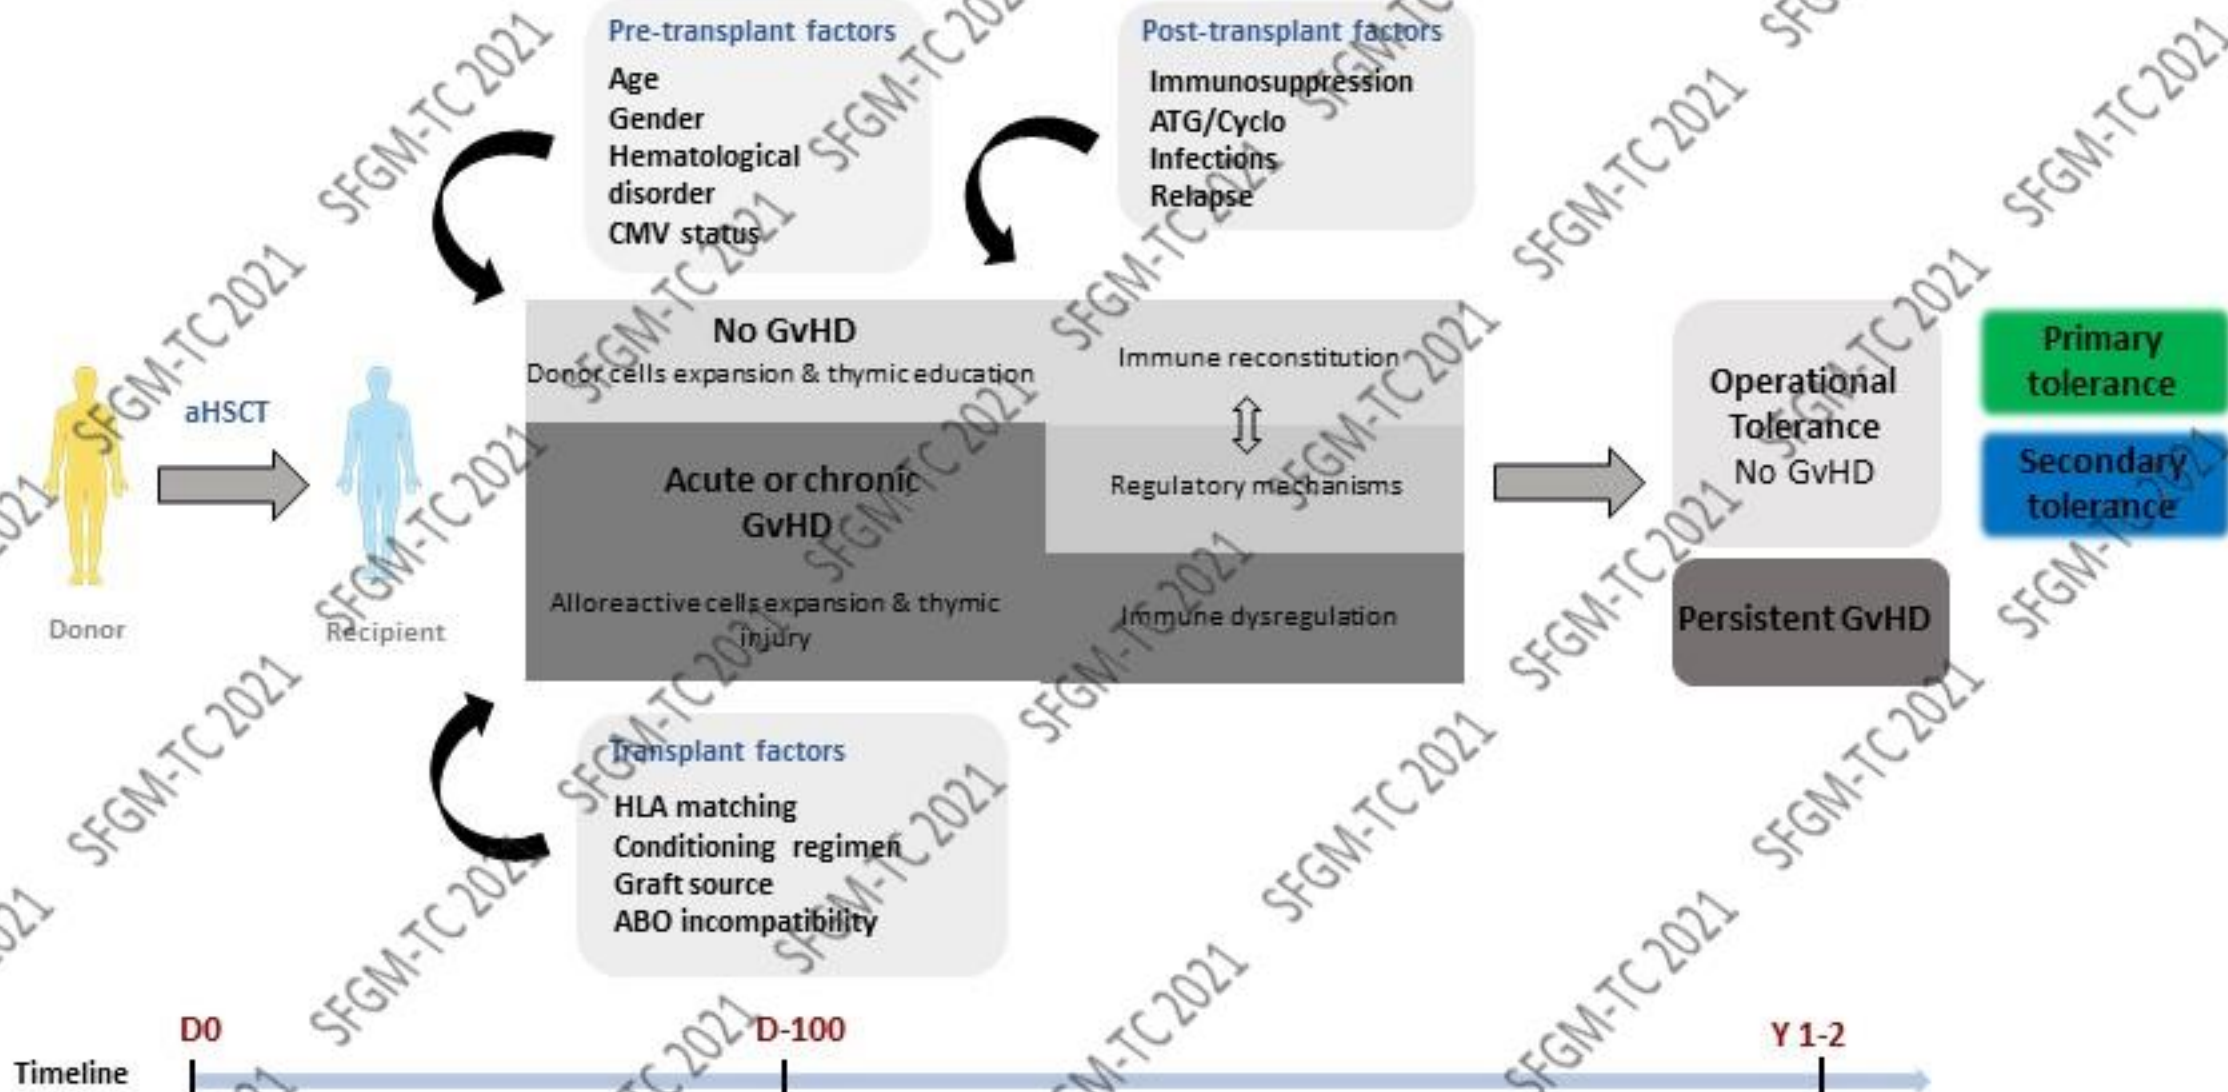 Pre-transplant factors
Age
Gender
Hematological
disorder
CMV status
Post-transplant factors
Immunosuppression
ATG/Cyclo
Infections
Relapse
aHSCT
Donor
Recipient
No GvHD
Donor cells expansion & thymic education
Acute or chronic
GvHD
Alloreactive cells expansion & thymic
injury
Immune reconstitution
Regulatory mechanisms
Immune dysregulation
Operational
Tolerance
No GvHD
Persistent GvHD
Primary
tolerance
Secondary
tolerance
Transplant factors
HLA matching
Conditioning regimen
Graft source
ABO incompatibility
D0
D-100
Y 1-2
Timeline
SFGM-TC 2021